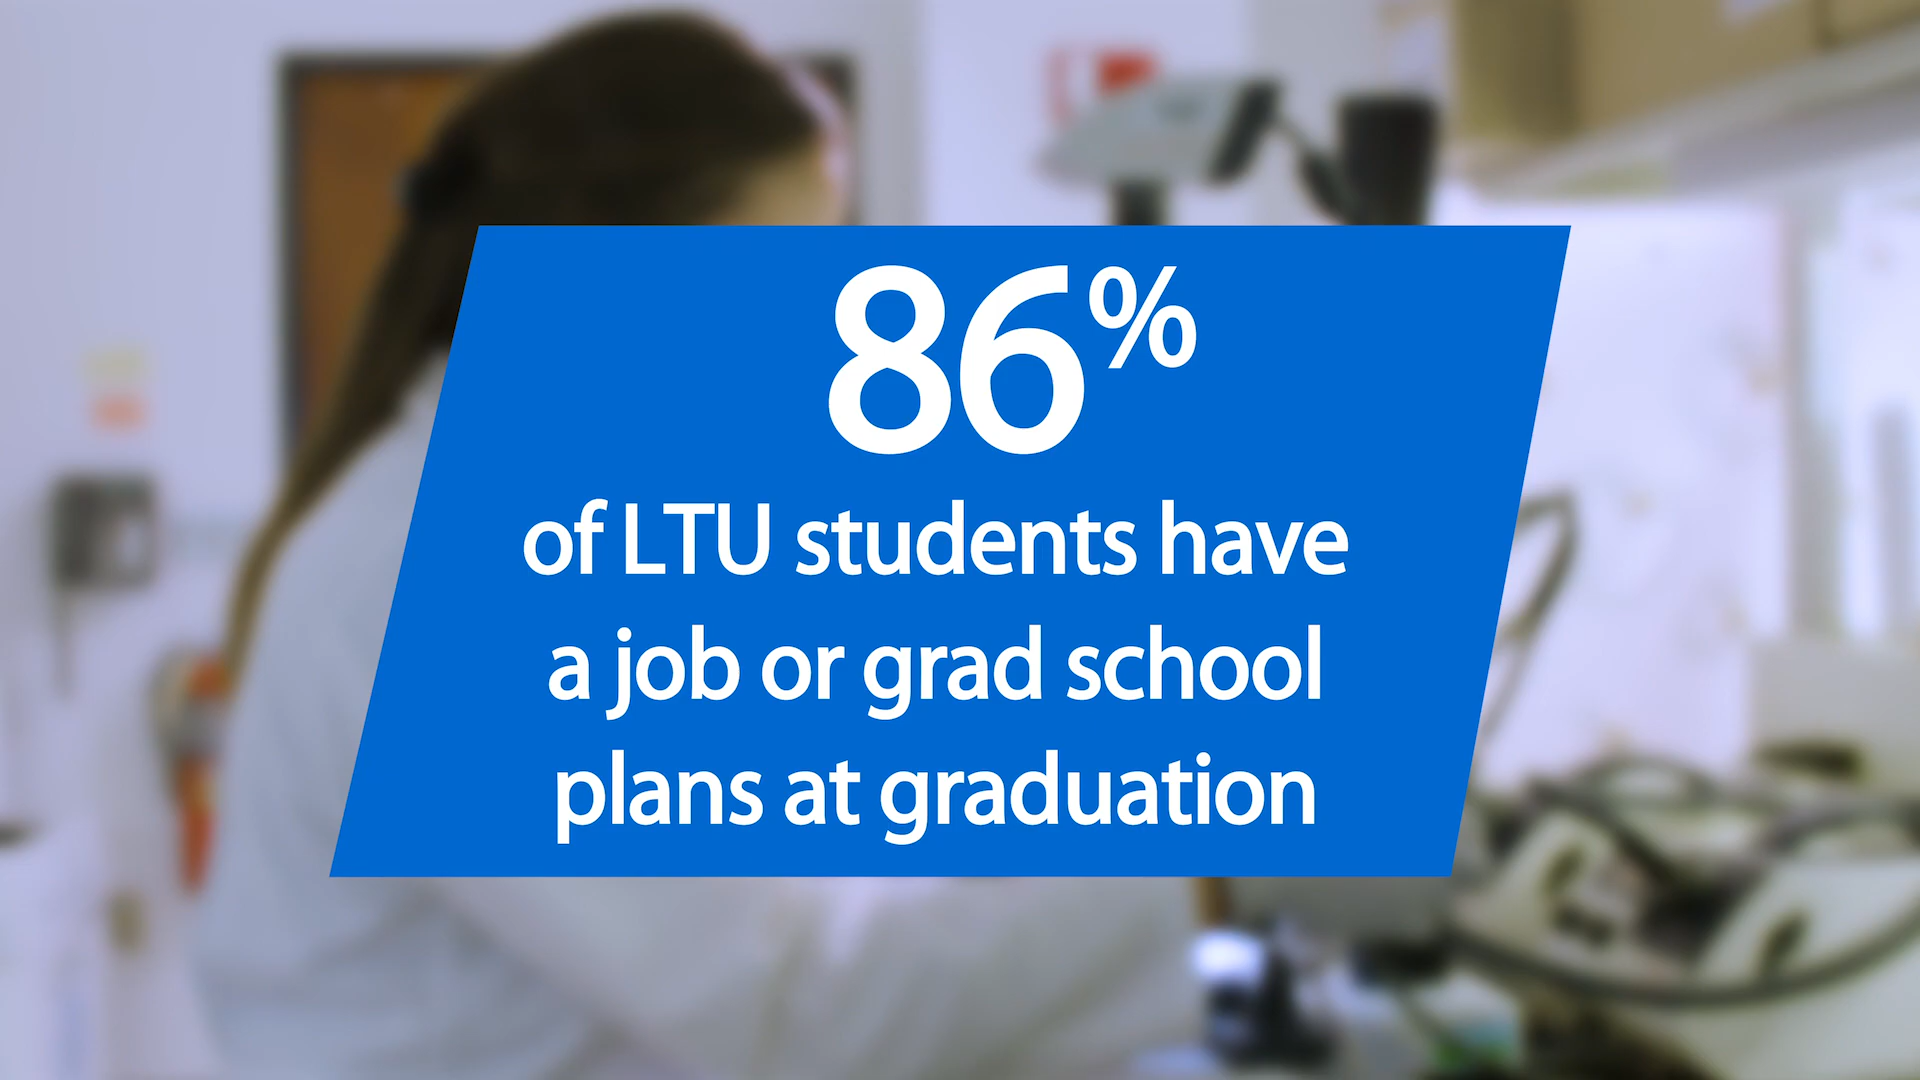 86%
of LTU students have
a job or grad school
plans at graduation